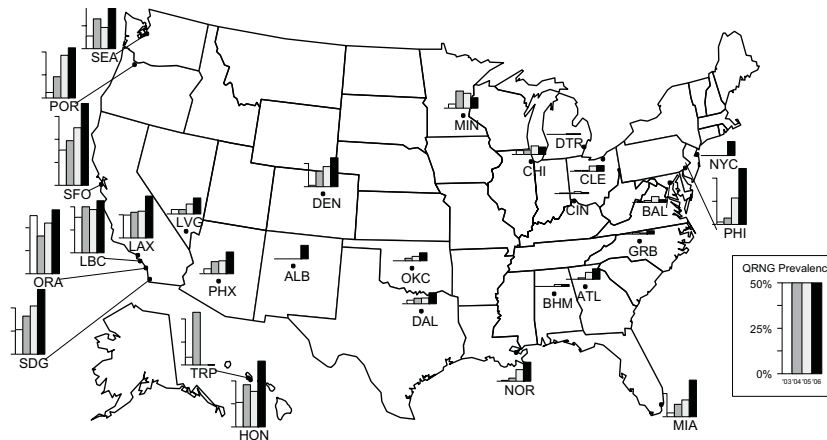 SEA
POR
MIN
DTR
NYC
CHI
CLE
SFO
DEN
CIN
BAL
LVG
PHI
LAX
LBC
GRB
ORA
ALB
OKC
PHX
BHM
ATL
DAL
SDG
TRP
NOR
HON
MIA
QRNG Prevalence
50%
25%
0%
'03 '04 '05 '06